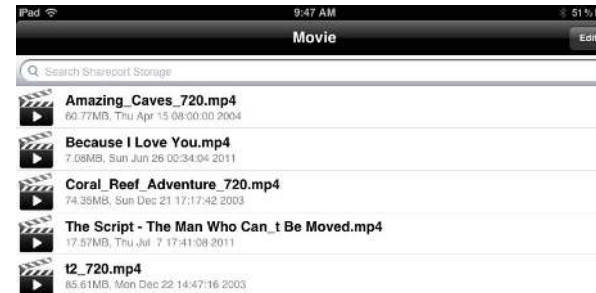 iPad 9:47 AM 51%
Movie Edit
Search Shareport Storage
Amazing_Caves_720.mp4
60.77MB, Thu Apr 15 08:00:00 2004
Because I Love You.mp4
7.08MB, Sun Jun 26 00:34:04 2011
Coral_Reef_Adventure_720.mp4
74.35MB, Sun Dec 21 17:17:42 2003
The Script - The Man Who Can_t Be Moved.mp4
17.57MB, Thu Jul 7 17:41:08 2011
t2_720.mp4
85.61MB, Mon Dec 22 14:47:16 2003